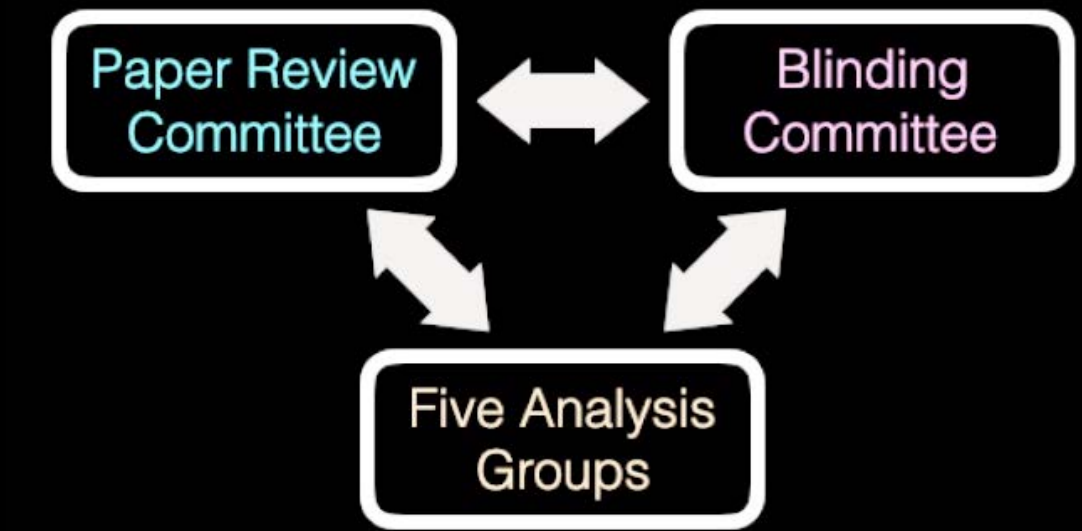 Paper Review
Committee
Blinding
Committee
Five Analysis
Groups